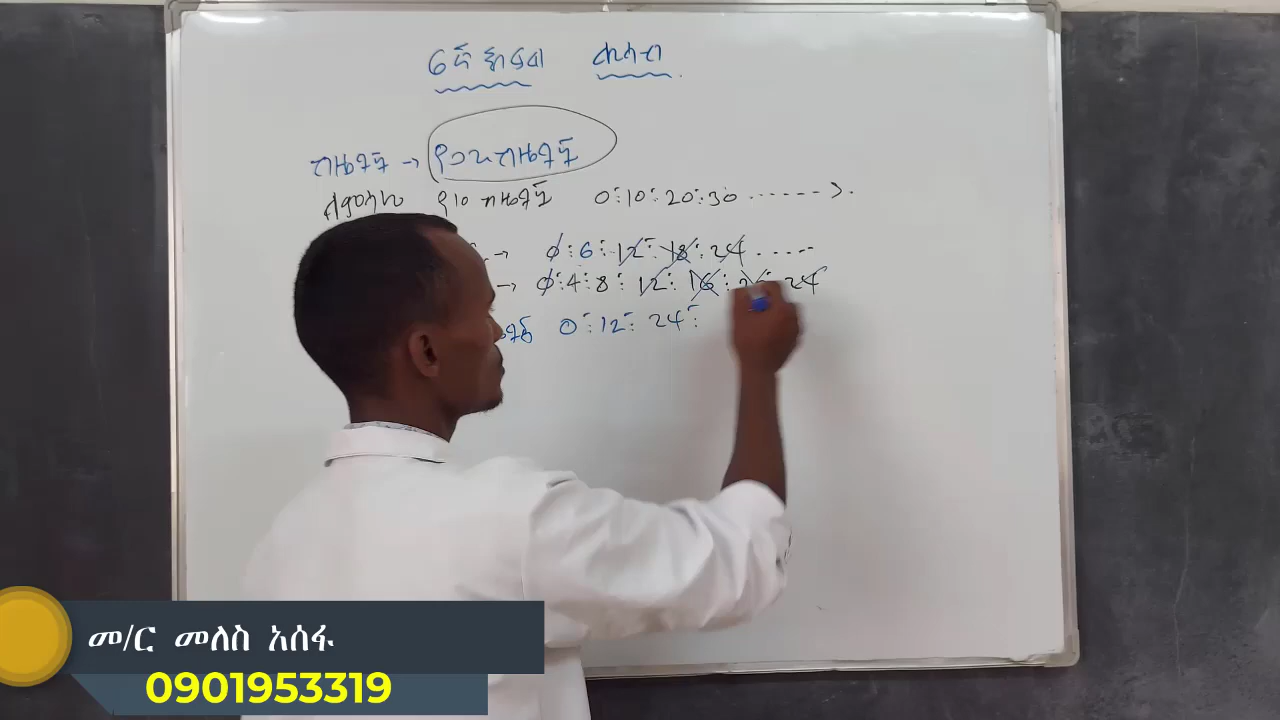 6ኛ ክፍል ሒሳብ
ብዜቶች → የጋራ ብዜቶች
ለምሳሌ የ10 ብዜቶች 0፣10፣20፣30 ......→.
→ 0፣6፣12፣18፣24 .....
→ 0፣4፣8፣12፣16፣ 24
0፣12፣24፣
መ/ር መለስ አሰፋ
0901953319